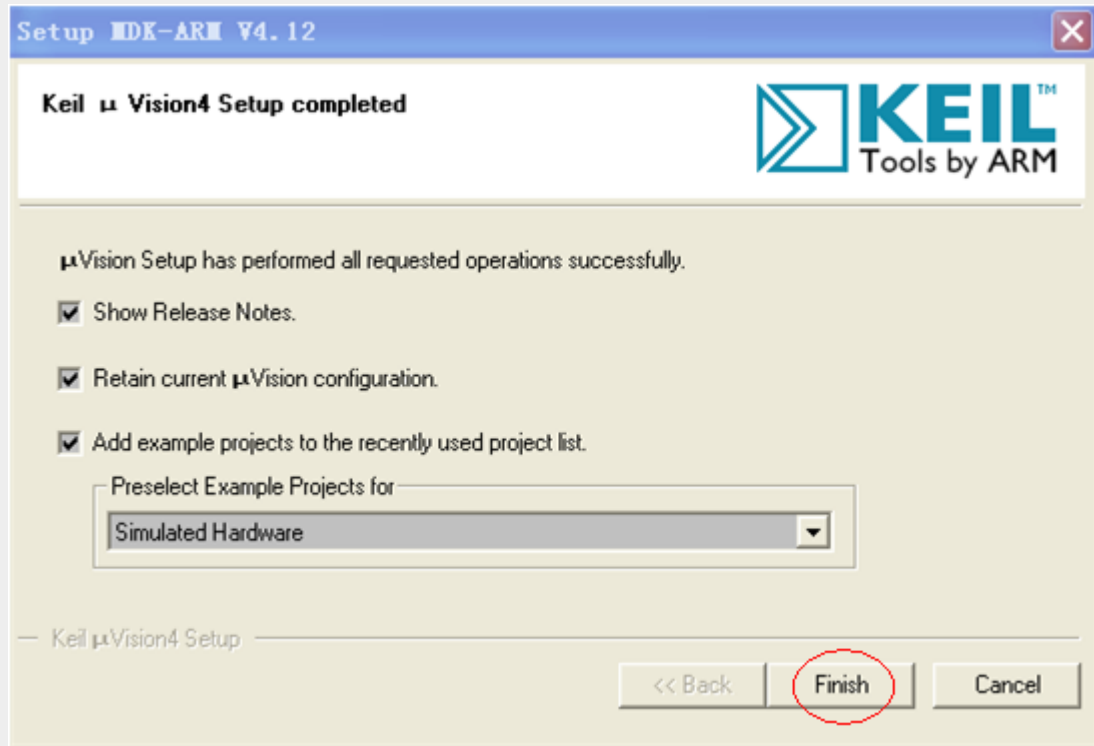 Setup MDK-ARM V4.12
Keil μ Vision4 Setup completed
KEIL™
Tools by ARM
μVision Setup has performed all requested operations successfully.
Show Release Notes.
Retain current μVision configuration.
Add example projects to the recently used project list.
Preselect Example Projects for
Simulated Hardware
Keil μVision4 Setup
<< Back
Finish
Cancel